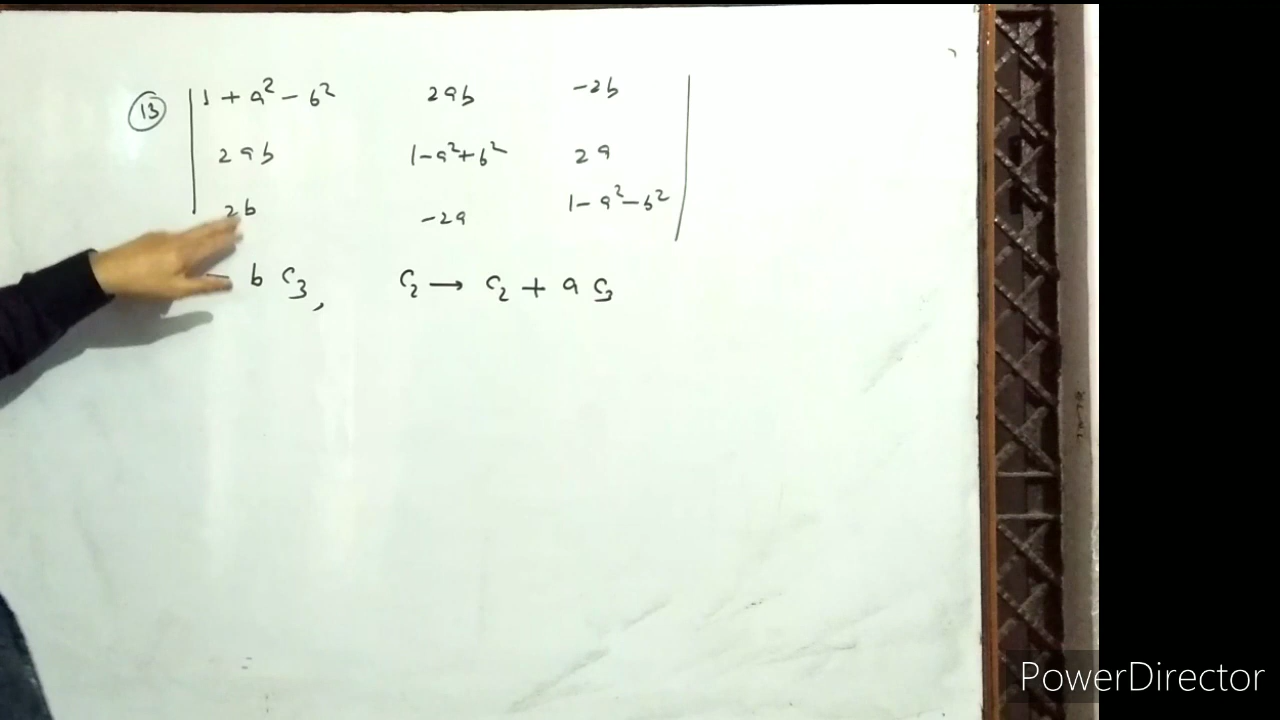 ⑬ | 1 + a² − b²   2ab   −2b |
| 2ab   1−a²+b²   2a |
| 2b   −2a   1−a²−b² |
− b C₃,   C₂ → C₂ + a C₃
PowerDirector